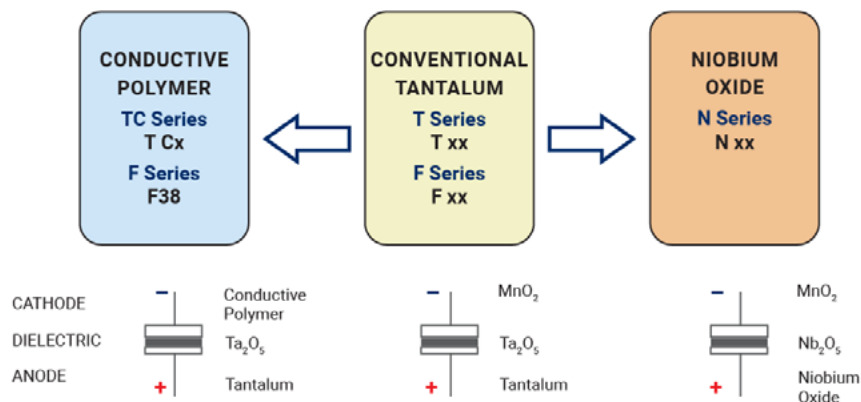 CONDUCTIVE
POLYMER
TC Series
T Cx
F Series
F38
CONVENTIONAL
TANTALUM
T Series
T xx
F Series
F xx
NIOBIUM
OXIDE
N Series
N xx
CATHODE
DIELECTRIC
ANODE
−
Conductive
Polymer
Ta₂O₅
+
Tantalum
−
MnO₂
Ta₂O₅
+
Tantalum
−
MnO₂
Nb₂O₅
+
Niobium
Oxide